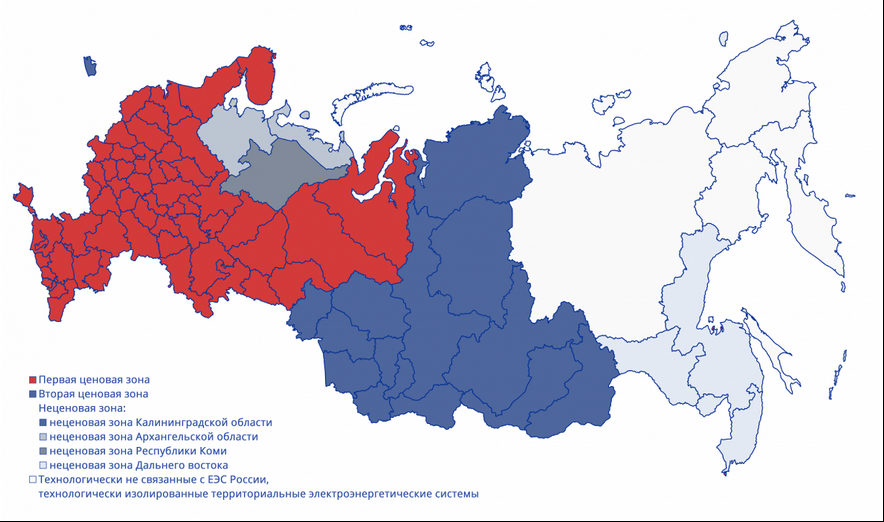 Первая ценовая зона
Вторая ценовая зона
Неценовая зона:
неценовая зона Калининградской области
неценовая зона Архангельской области
неценовая зона Республики Коми
неценовая зона Дальнего востока
Технологически не связанные с ЕЭС России,
технологически изолированные территориальные электроэнергетические системы